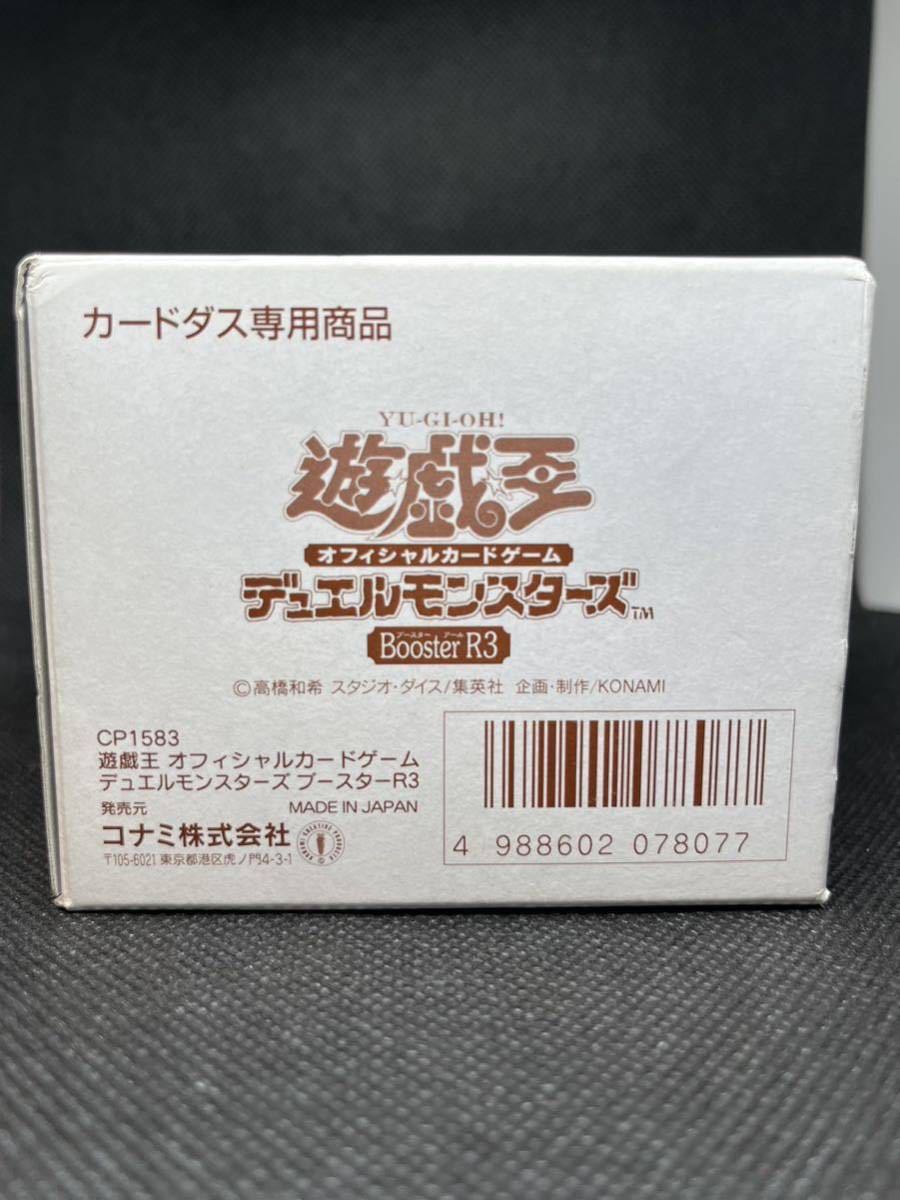 カードダス専用商品
YU-GI-OH!
遊☆戯☆王
オフィシャルカードゲーム
デュエルモンスターズ™
ブースター アール
Booster R3
©高橋和希 スタジオ・ダイス/集英社 企画・制作/KONAMI
CP1583
遊戯王 オフィシャルカードゲーム
デュエルモンスターズ ブースターR3
発売元 MADE IN JAPAN
コナミ株式会社
〒105-6021 東京都港区虎ノ門4-3-1
4 988602 078077